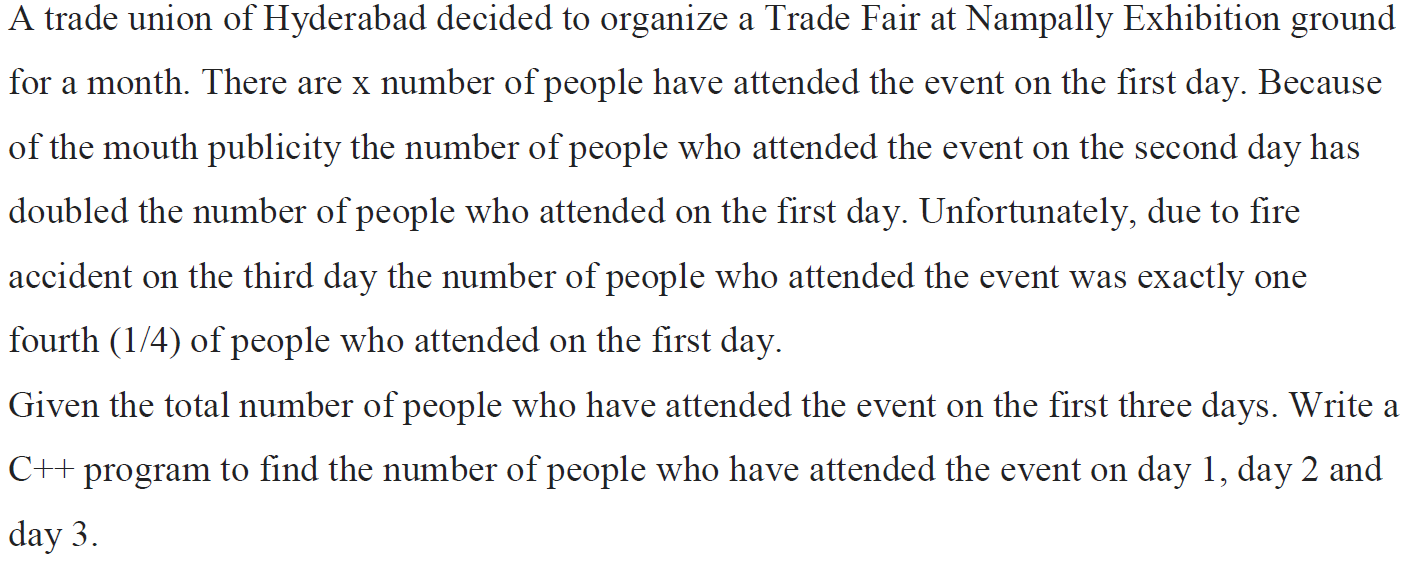 A trade union of Hyderabad decided to organize a Trade Fair at Nampally Exhibition ground
for a month. There are x number of people have attended the event on the first day. Because
of the mouth publicity the number of people who attended the event on the second day has
doubled the number of people who attended on the first day. Unfortunately, due to fire
accident on the third day the number of people who attended the event was exactly one
fourth (1/4) of people who attended on the first day.
Given the total number of people who have attended the event on the first three days. Write a
C++ program to find the number of people who have attended the event on day 1, day 2 and
day 3.